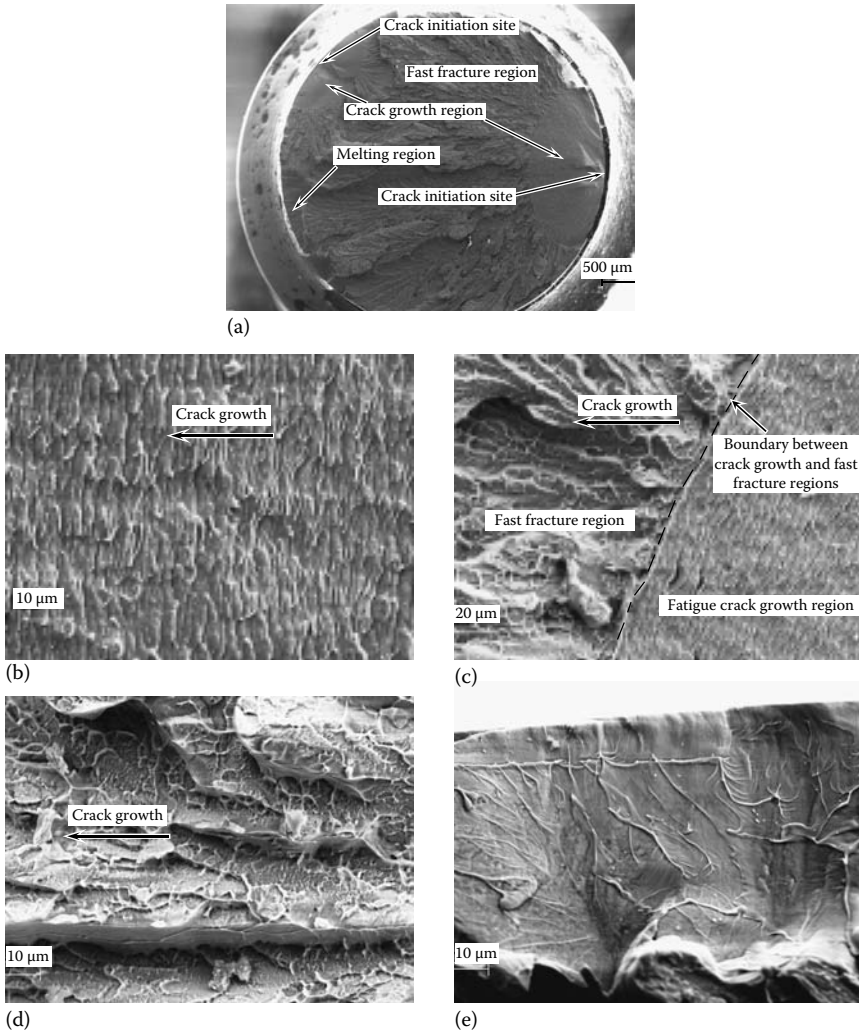 Crack initiation site
Fast fracture region
Crack growth region
Melting region
Crack initiation site
500 μm
(a)
Crack growth
10 μm
(b)
Crack growth
Boundary between
crack growth and fast
fracture regions
Fast fracture region
20 μm
Fatigue crack growth region
(c)
Crack growth
10 μm
(d)
10 μm
(e)